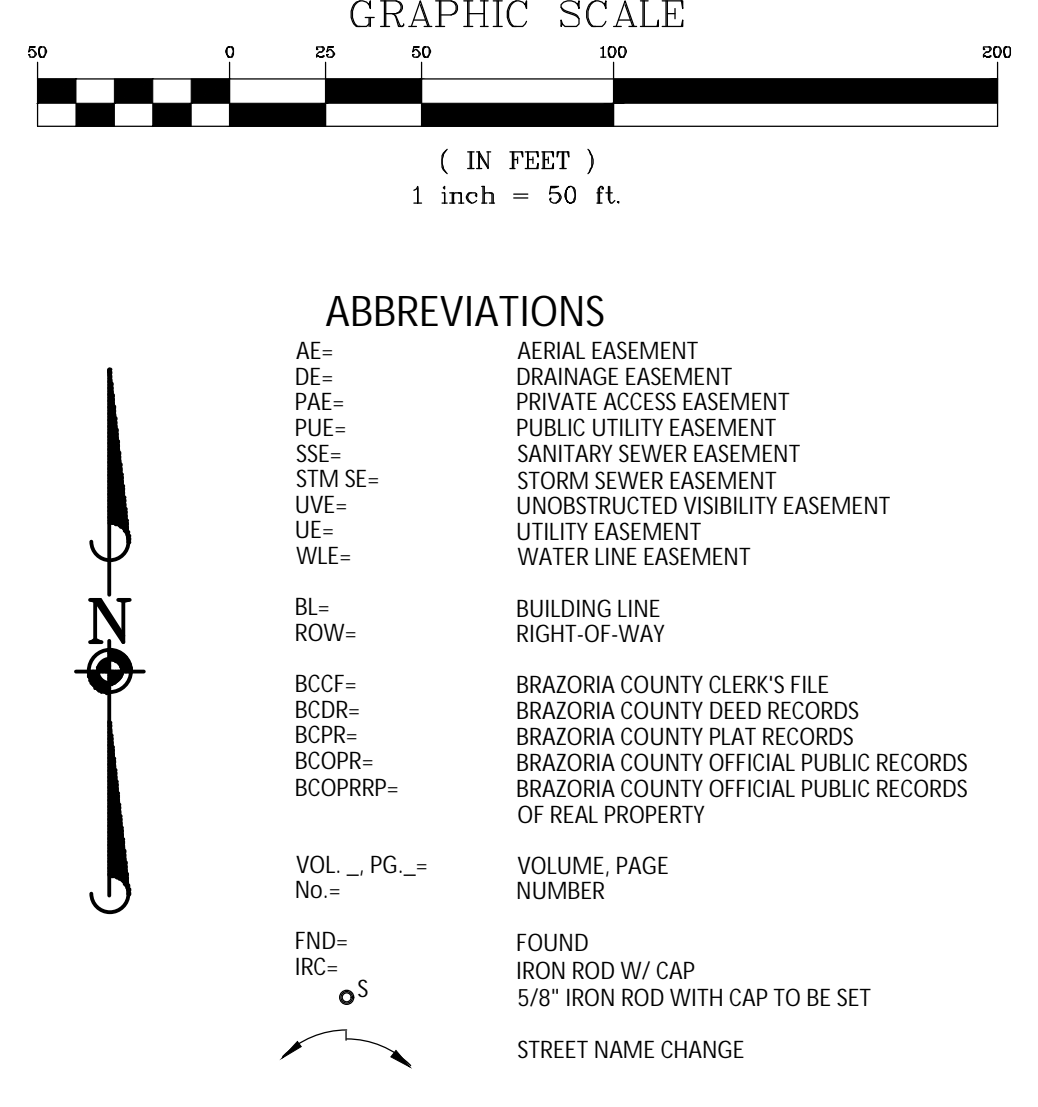 GRAPHIC SCALE
50 0 25 50 100 200
( IN FEET )
1 inch = 50 ft.
ABBREVIATIONS
AE= AERIAL EASEMENT
DE= DRAINAGE EASEMENT
PAE= PRIVATE ACCESS EASEMENT
PUE= PUBLIC UTILITY EASEMENT
SSE= SANITARY SEWER EASEMENT
STM SE= STORM SEWER EASEMENT
UVE= UNOBSTRUCTED VISIBILITY EASEMENT
UE= UTILITY EASEMENT
WLE= WATER LINE EASEMENT
N
BL= BUILDING LINE
ROW= RIGHT-OF-WAY
BCCF= BRAZORIA COUNTY CLERK'S FILE
BCDR= BRAZORIA COUNTY DEED RECORDS
BCPR= BRAZORIA COUNTY PLAT RECORDS
BCOPR= BRAZORIA COUNTY OFFICIAL PUBLIC RECORDS
BCOPRRP= BRAZORIA COUNTY OFFICIAL PUBLIC RECORDS
OF REAL PROPERTY
VOL. _, PG._= VOLUME, PAGE
No.= NUMBER
FND= FOUND
IRC= IRON ROD W/ CAP
S 5/8" IRON ROD WITH CAP TO BE SET
STREET NAME CHANGE